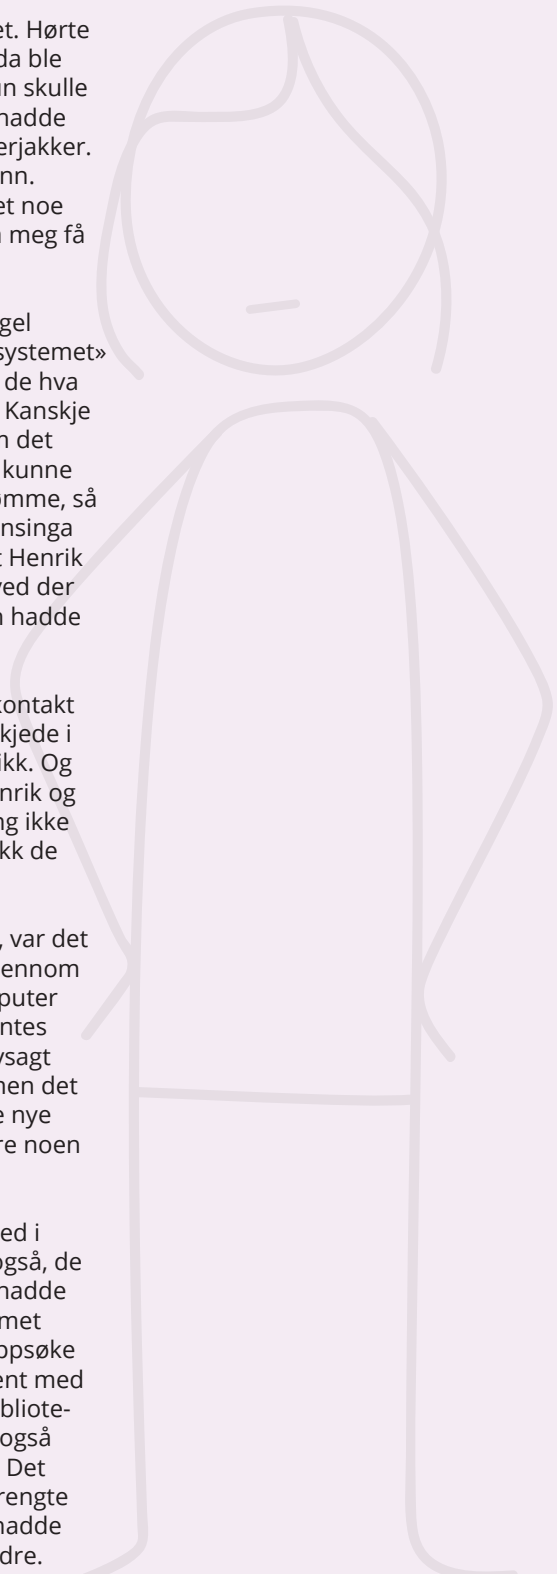 et. Hørte
da ble
un skulle
hadde
erjakker.
nn.
et noe
meg få
gel
systemet»
de hva
Kanskje
n det
kunne
ømme, så
nsinga
t Henrik
ved der
n hadde
kontakt
kjede i
ikk. Og
nrik og
ng ikke
kk de
, var det
jennom
puter
ntes
vsagt
men det
e nye
re noen
ed i
også, de
hadde
met
ppsøke
ent med
bliote-
også
Det
rengte
hadde
dre.